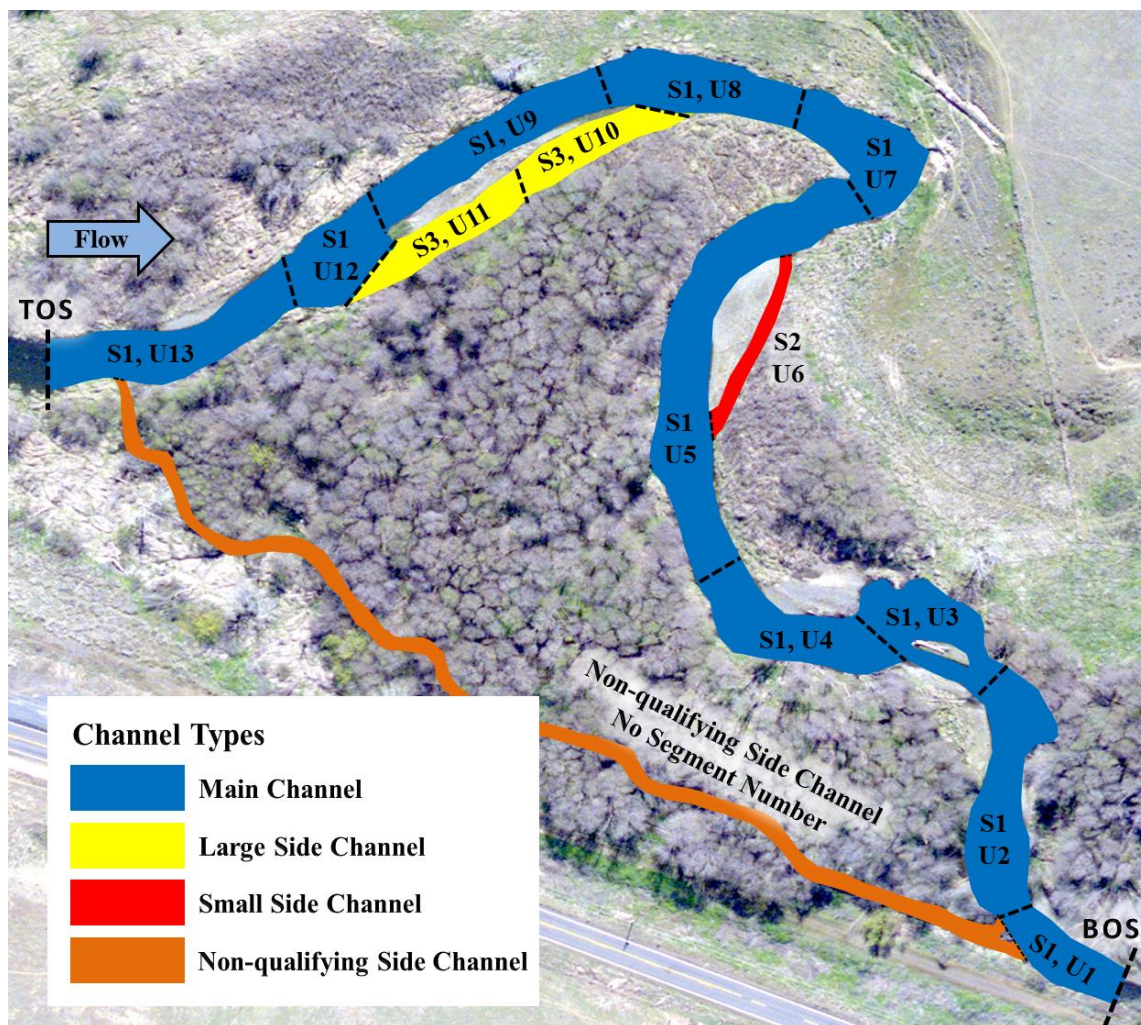 S1, U8
S1, U9
S3, U10
S1
U7
S3, U11
Flow
S1
U12
TOS
S1, U13
S2
U6
S1
U5
S1, U3
S1, U4
Non-qualifying Side Channel
No Segment Number
Channel Types
Main Channel
Large Side Channel
Small Side Channel
Non-qualifying Side Channel
S1
U2
BOS
S1, U1